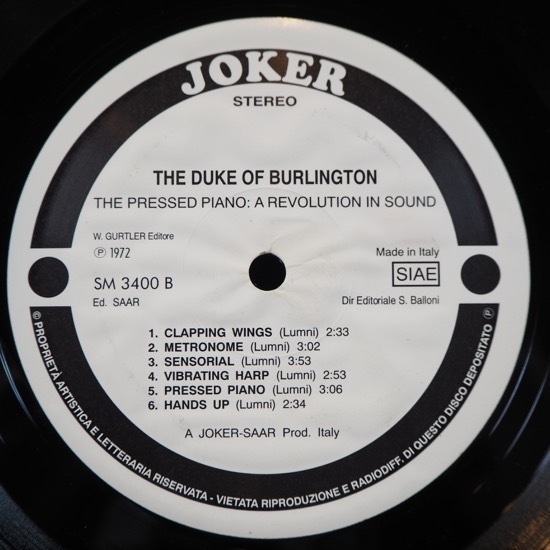 JOKER
STEREO
THE DUKE OF BURLINGTON
THE PRESSED PIANO: A REVOLUTION IN SOUND
W. GURTLER Editore
℗ 1972
Made in Italy
SM 3400 B
SIAE
Ed. SAAR
Dir Editoriale S. Balloni
1. CLAPPING WINGS (Lumni) 2:33
2. METRONOME (Lumni) 3:02
3. SENSORIAL (Lumni) 3:53
4. VIBRATING HARP (Lumni) 2:53
5. PRESSED PIANO (Lumni) 3:06
6. HANDS UP (Lumni) 2:34
A JOKER-SAAR Prod. Italy
© PROPRIETÀ ARTISTICA E LETTERARIA RISERVATA - VIETATA RIPRODUZIONE E RADIODIFF. DI QUESTO DISCO DEPOSITATO ℗